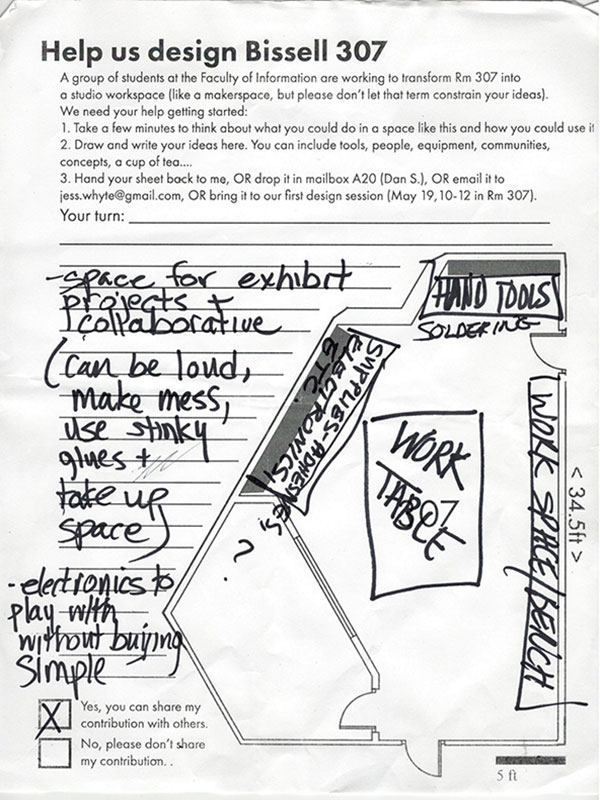 Help us design Bissell 307
A group of students at the Faculty of Information are working to transform Rm 307 into
a studio workspace (like a makerspace, but please don't let that term constrain your ideas).
We need your help getting started:
1. Take a few minutes to think about what you could do in a space like this and how you could use it
2. Draw and write your ideas here. You can include tools, people, equipment, communities,
concepts, a cup of tea....
3. Hand your sheet back to me, OR drop it in mailbox A20 (Dan S.), OR email it to
jess.whyte@gmail.com, OR bring it to our first design session (May 19,10-12 in Rm 307).
Your turn:
-space for exhibit
projects +
collaborative
(can be loud,
make mess,
use stinky
glues +
take up
space)
-electronics to
play with
without buying
simple
HAND TOOLS
SOLDERING
SUPPLIES-ADHESIVES,
ELECTRONICS,
ETC.
?
WORK
TABLE
WORK SPACE/BENCH
< 34.5ft >
X
Yes, you can share my
contribution with others.
No, please don't share
my contribution. .
5 ft